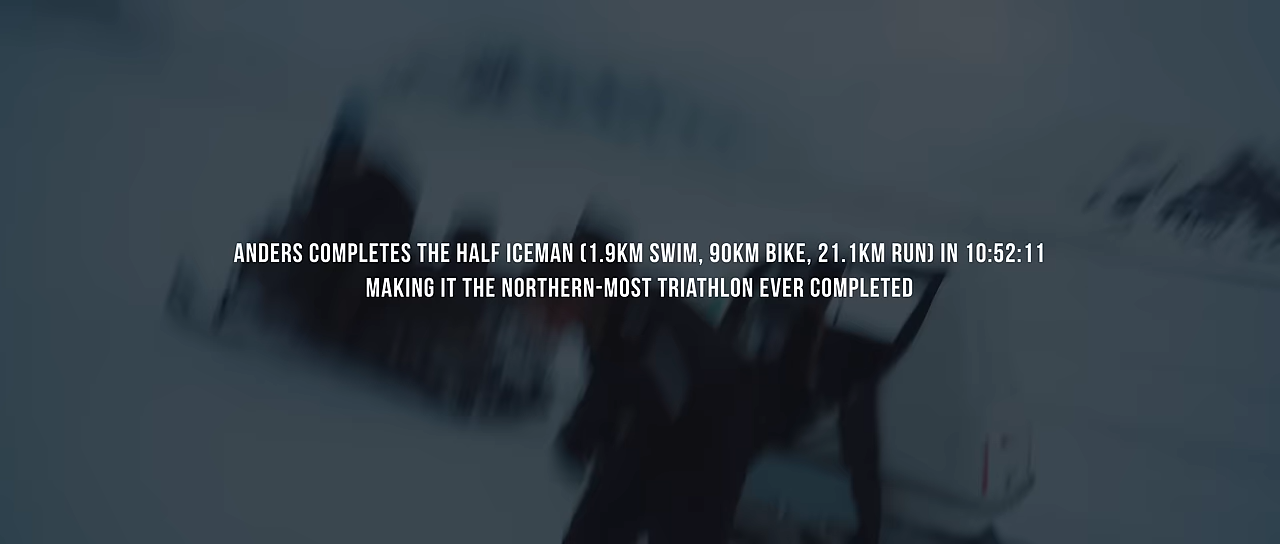 ANDERS COMPLETES THE HALF ICEMAN (1.9KM SWIM, 90KM BIKE, 21.1KM RUN) IN 10:52:11
MAKING IT THE NORTHERN-MOST TRIATHLON EVER COMPLETED